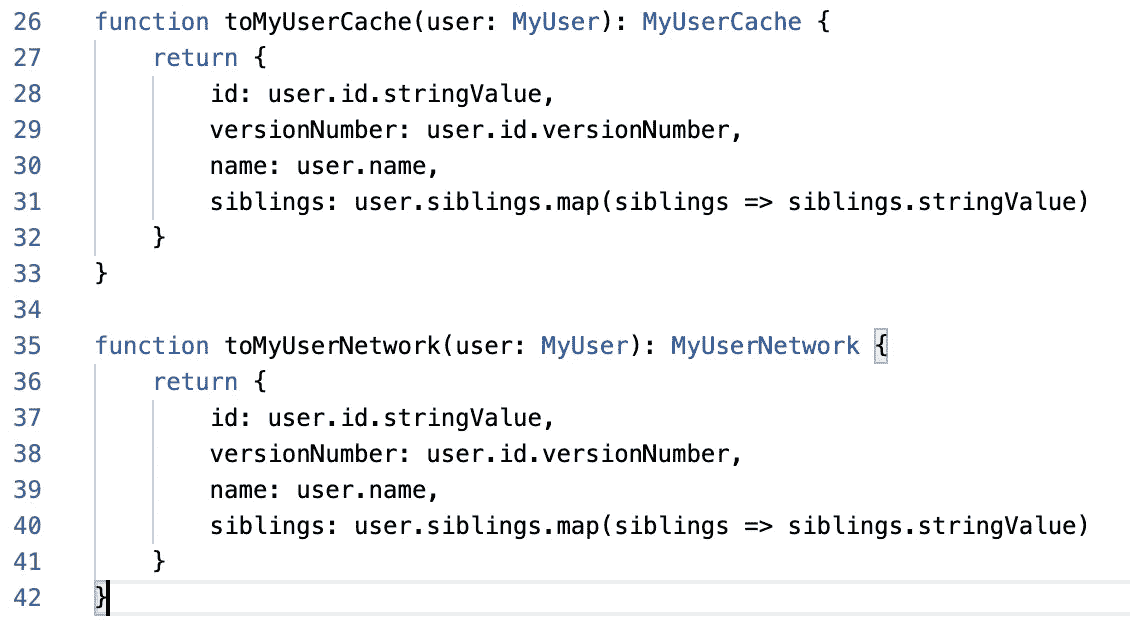 26 function toMyUserCache(user: MyUser): MyUserCache {
27     return {
28         id: user.id.stringValue,
29         versionNumber: user.id.versionNumber,
30         name: user.name,
31         siblings: user.siblings.map(siblings => siblings.stringValue)
32     }
33 }
34
35 function toMyUserNetwork(user: MyUser): MyUserNetwork {
36     return {
37         id: user.id.stringValue,
38         versionNumber: user.id.versionNumber,
39         name: user.name,
40         siblings: user.siblings.map(siblings => siblings.stringValue)
41     }
42 }